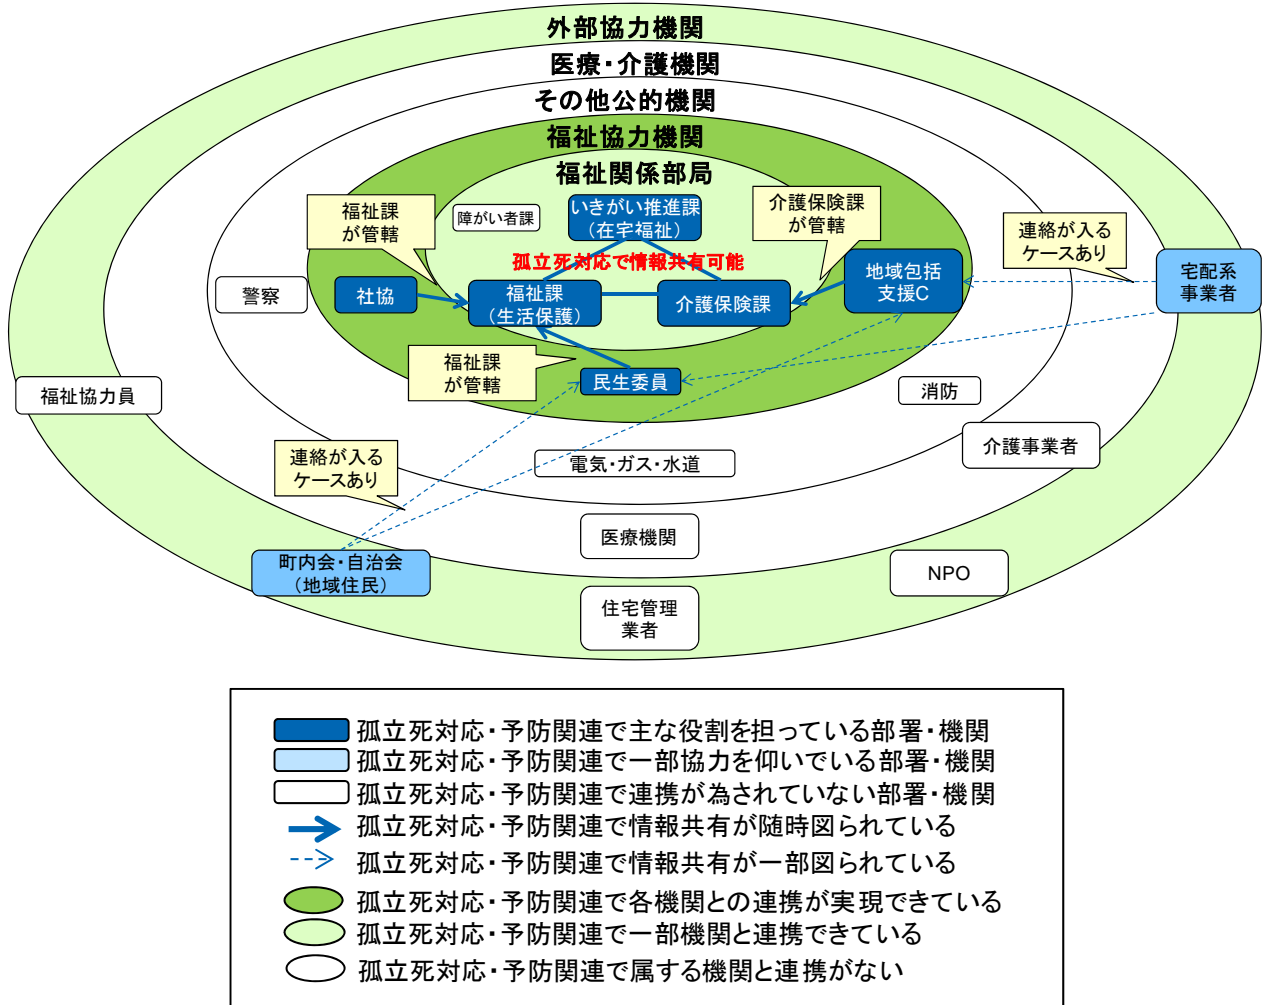 外部協力機関
医療・介護機関
その他公的機関
福祉協力機関
福祉関係部局
福祉課
が管轄
障がい者課
いきがい推進課
（在宅福祉）
介護保険課
が管轄
連絡が入る
ケースあり
孤立死対応で情報共有可能
警察
社協
福祉課
（生活保護）
介護保険課
地域包括
支援C
宅配系
事業者
福祉課
が管轄
民生委員
福祉協力員
消防
連絡が入る
ケースあり
電気・ガス・水道
介護事業者
医療機関
町内会・自治会
（地域住民）
NPO
住宅管理
業者
孤立死対応・予防関連で主な役割を担っている部署・機関
孤立死対応・予防関連で一部協力を仰いでいる部署・機関
孤立死対応・予防関連で連携が為されていない部署・機関
孤立死対応・予防関連で情報共有が随時図られている
孤立死対応・予防関連で情報共有が一部図られている
孤立死対応・予防関連で各機関との連携が実現できている
孤立死対応・予防関連で一部機関と連携できている
孤立死対応・予防関連で属する機関と連携がない